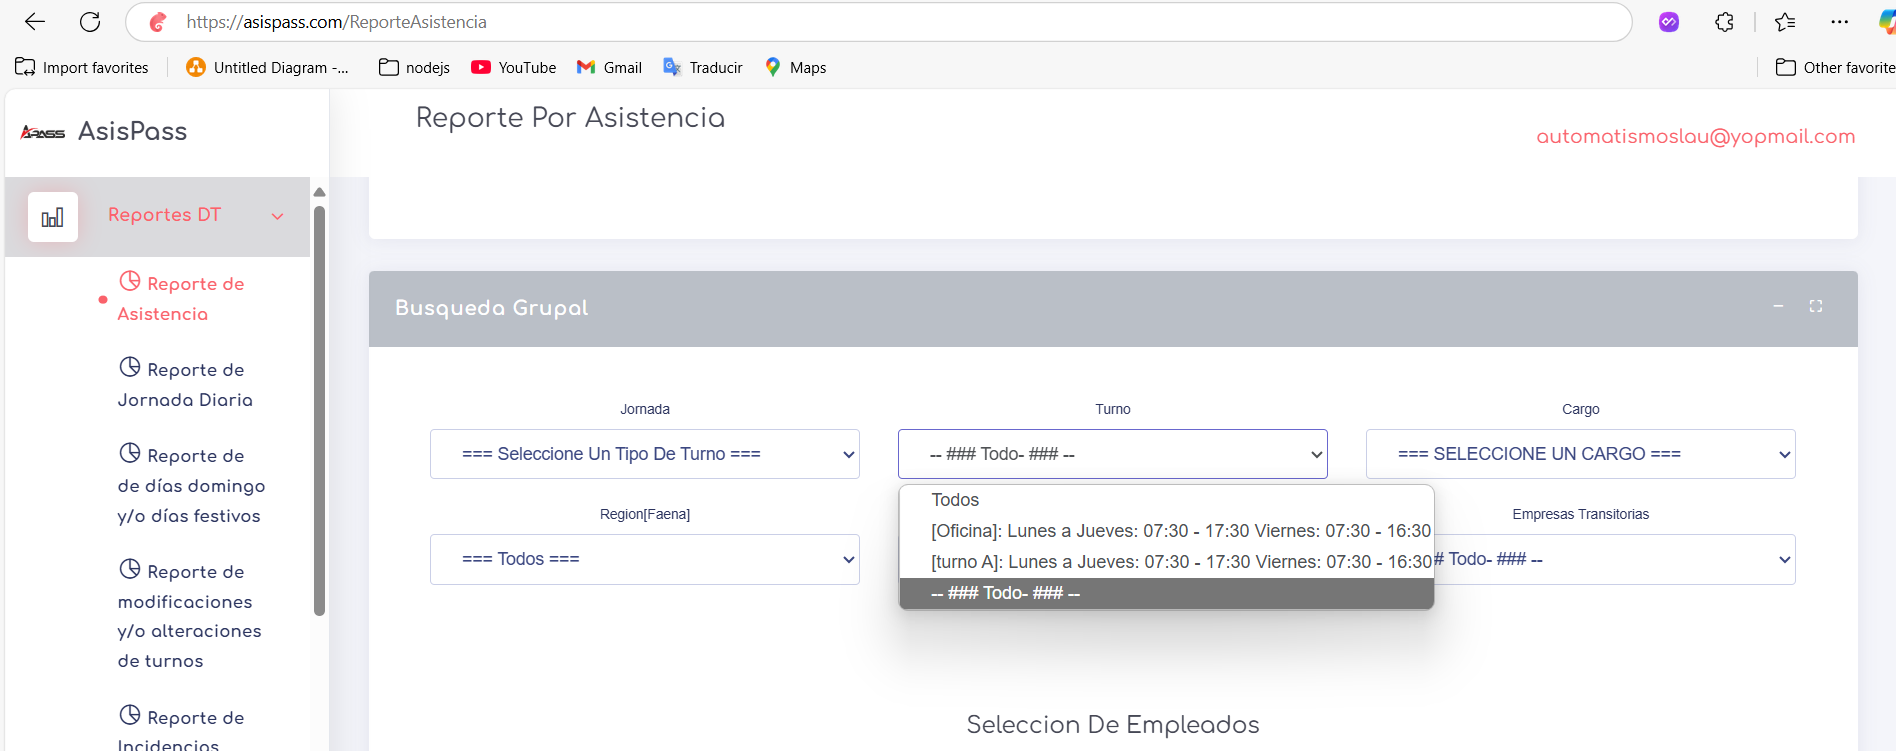 https://asispass.com/ReporteAsistencia
Import favorites
Untitled Diagram -...
nodejs
YouTube
Gmail
Traducir
Maps
Other favorite
APASS AsisPass
Reporte Por Asistencia
automatismoslau@yopmail.com
Reportes DT
Reporte de
Asistencia
Reporte de
Jornada Diaria
Reporte de
de días domingo
y/o días festivos
Reporte de
modificaciones
y/o alteraciones
de turnos
Reporte de
Incidencias
Busqueda Grupal
Jornada
=== Seleccione Un Tipo De Turno ===
Turno
-- ### Todo- ### --
Cargo
=== SELECCIONE UN CARGO ===
Todos
[Oficina]: Lunes a Jueves: 07:30 - 17:30 Viernes: 07:30 - 16:30
[turno A]: Lunes a Jueves: 07:30 - 17:30 Viernes: 07:30 - 16:30
-- ### Todo- ### --
Region[Faena]
=== Todos ===
Empresas Transitorias
# Todo- ### --
Seleccion De Empleados